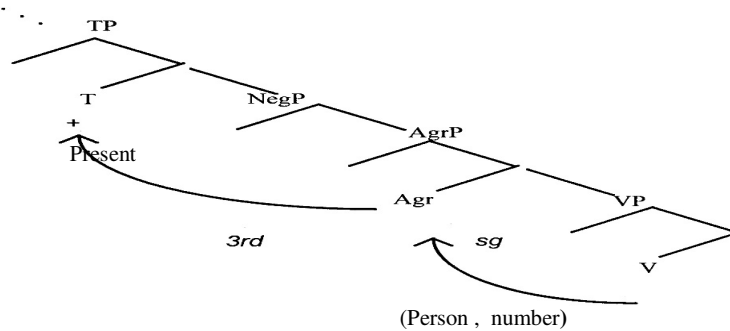 TP
T
NegP
+
Present
AgrP
Agr
VP
3rd
sg
V
(Person , number)